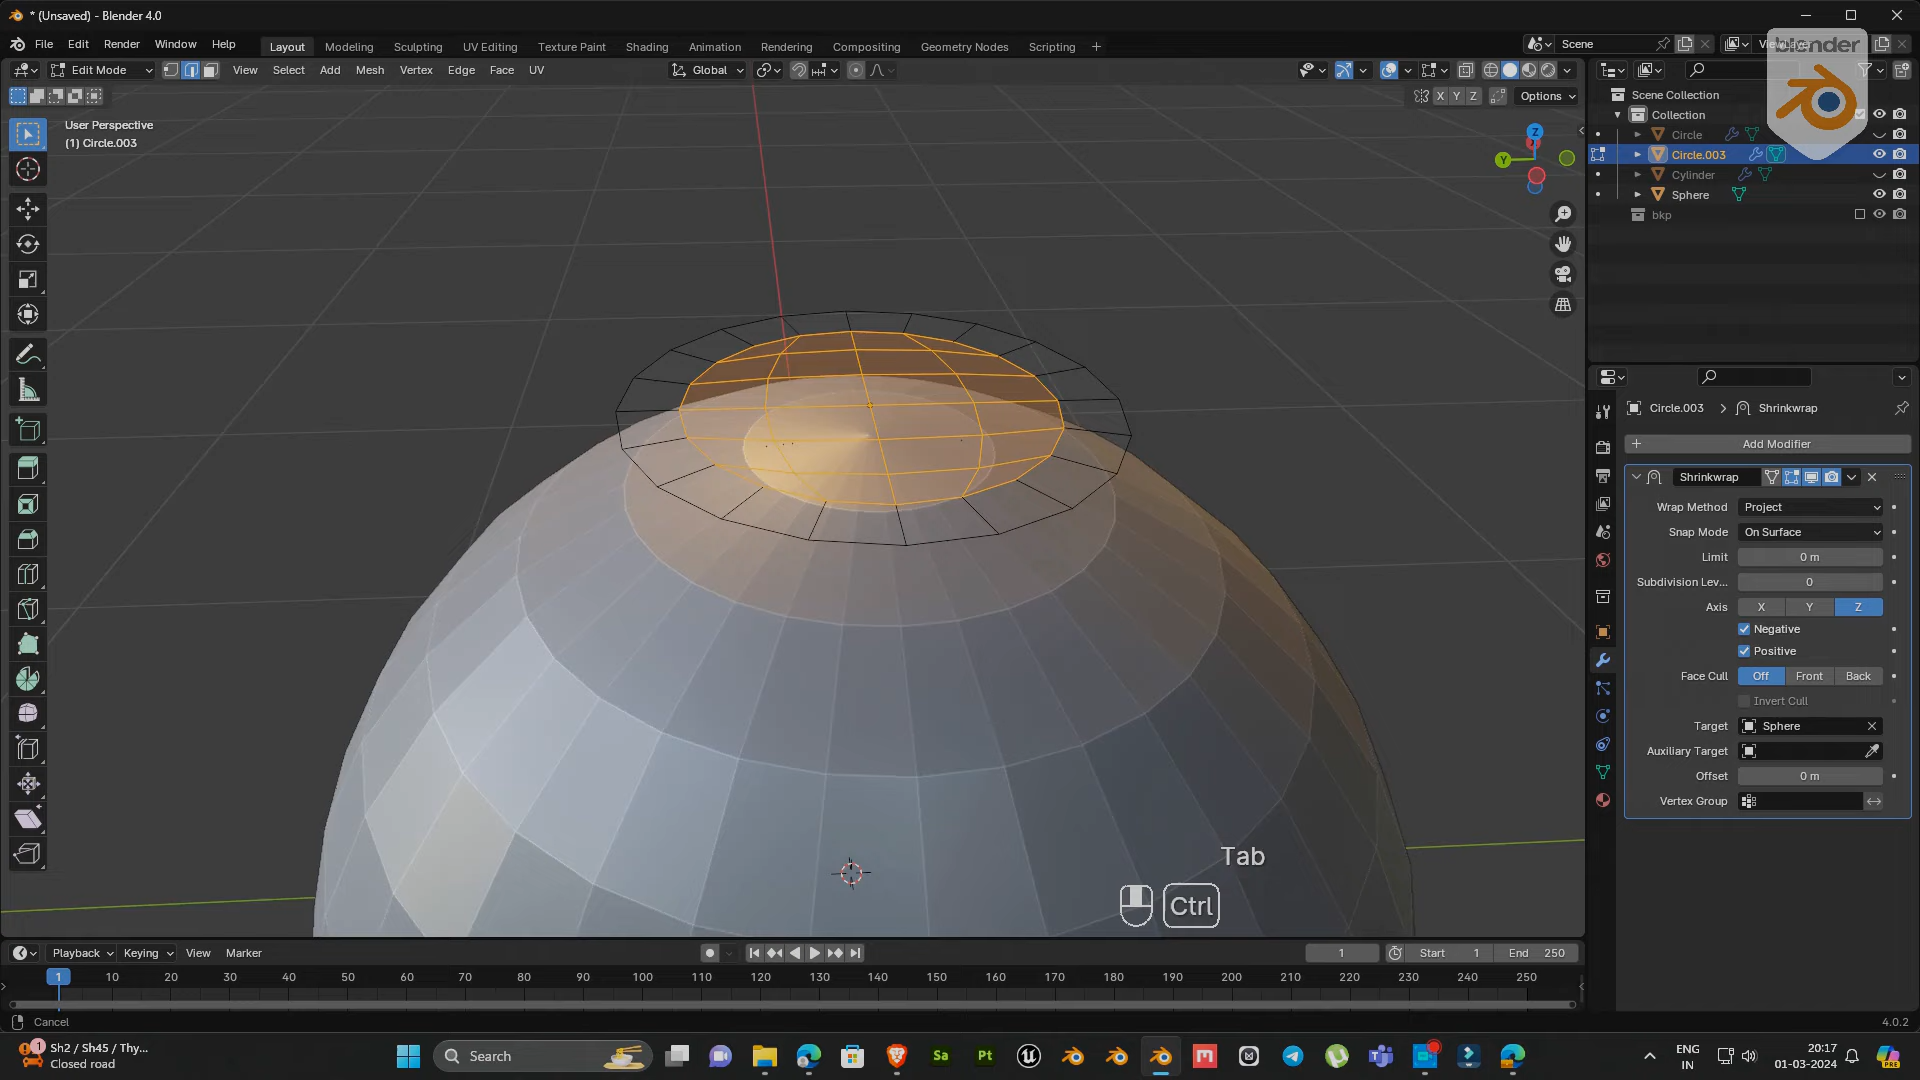 * (Unsaved) - Blender 4.0
File Edit Render Window Help
Layout Modeling Sculpting UV Editing Texture Paint Shading Animation Rendering Compositing Geometry Nodes Scripting +
Scene
ViewLayer
blender
Edit Mode View Select Add Mesh Vertex Edge Face UV
Global
X Y Z Options
User Perspective
(1) Circle.003
Z
Y
Scene Collection
Collection
Circle
Circle.003
Cylinder
Sphere
bkp
Circle.003 > Shrinkwrap
+ Add Modifier
Shrinkwrap
Wrap Method Project
Snap Mode On Surface
Limit 0 m
Subdivision Lev... 0
Axis X Y Z
Negative
Positive
Face Cull Off Front Back
Invert Cull
Target Sphere
Auxiliary Target
Offset 0 m
Vertex Group
Tab
Ctrl
Playback Keying View Marker
1 Start 1 End 250
1 10 20 30 40 50 60 70 80 90 100 110 120 130 140 150 160 170 180 190 200 210 220 230 240 250
Cancel
4.0.2
1
Sh2 / Sh45 / Thy...
Closed road
Search
Sa
Pt
ENG
IN
20:17
01-03-2024
PRE